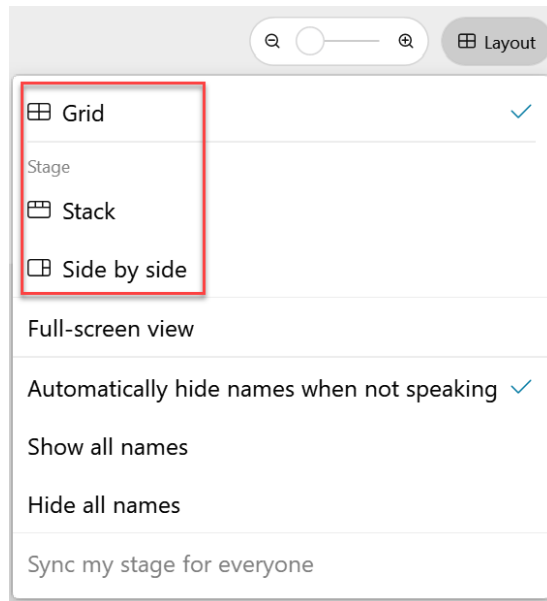 Layout
Grid
Stage
Stack
Side by side
Full-screen view
Automatically hide names when not speaking
Show all names
Hide all names
Sync my stage for everyone